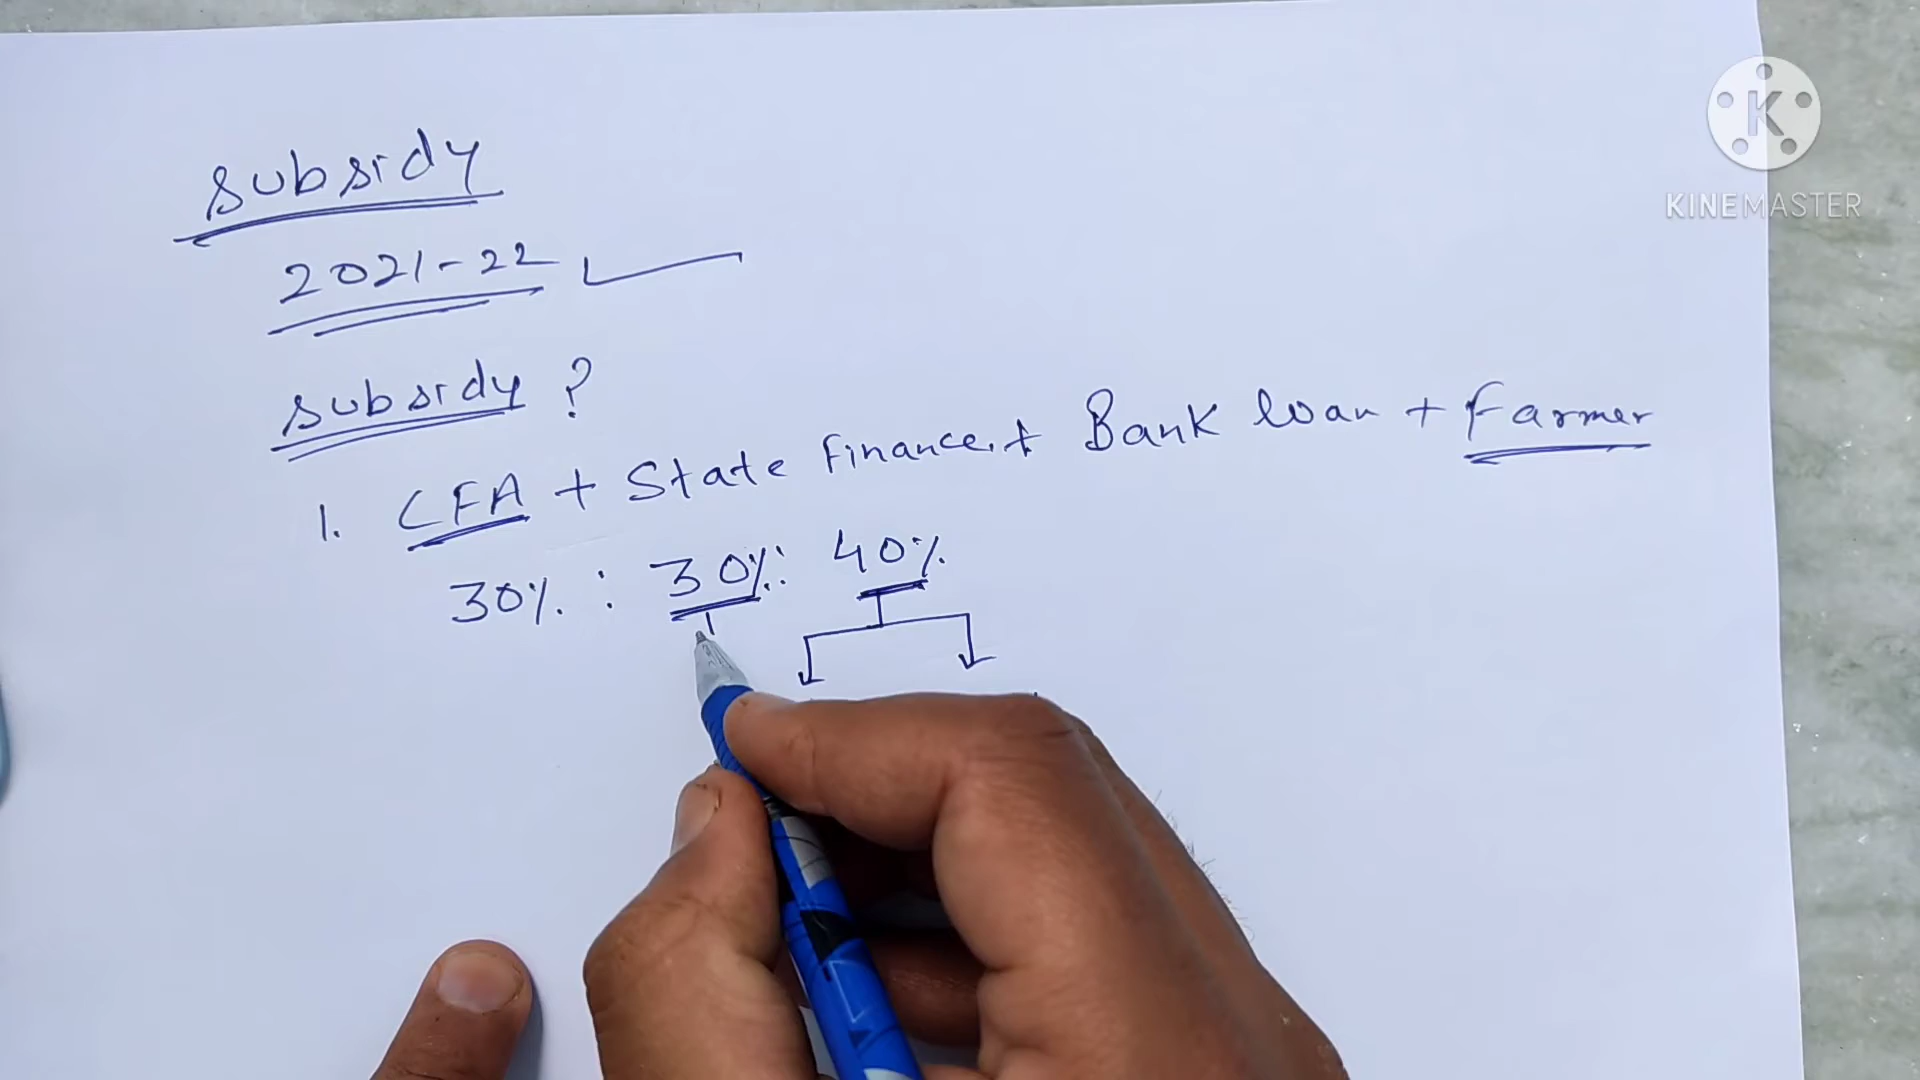 Subsidy
2021-22
Subsidy ?
1. CFA + State Finance + Bank loan + Farmer
30% : 30% : 40%
K
KINEMASTER